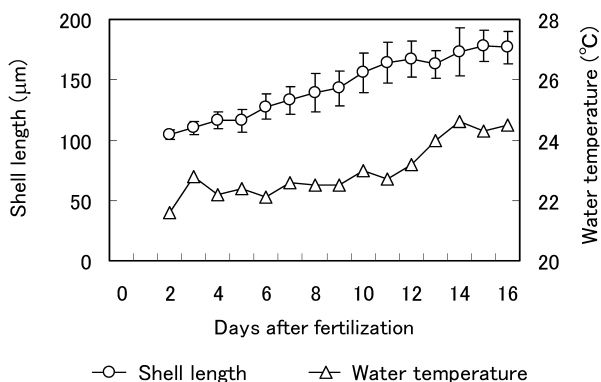 200
150
100
50
0
Shell length (μm)
28
26
24
22
20
Water temperature (℃)
0 2 4 6 8 10 12 14 16
Days after fertilization
Shell length
Water temperature